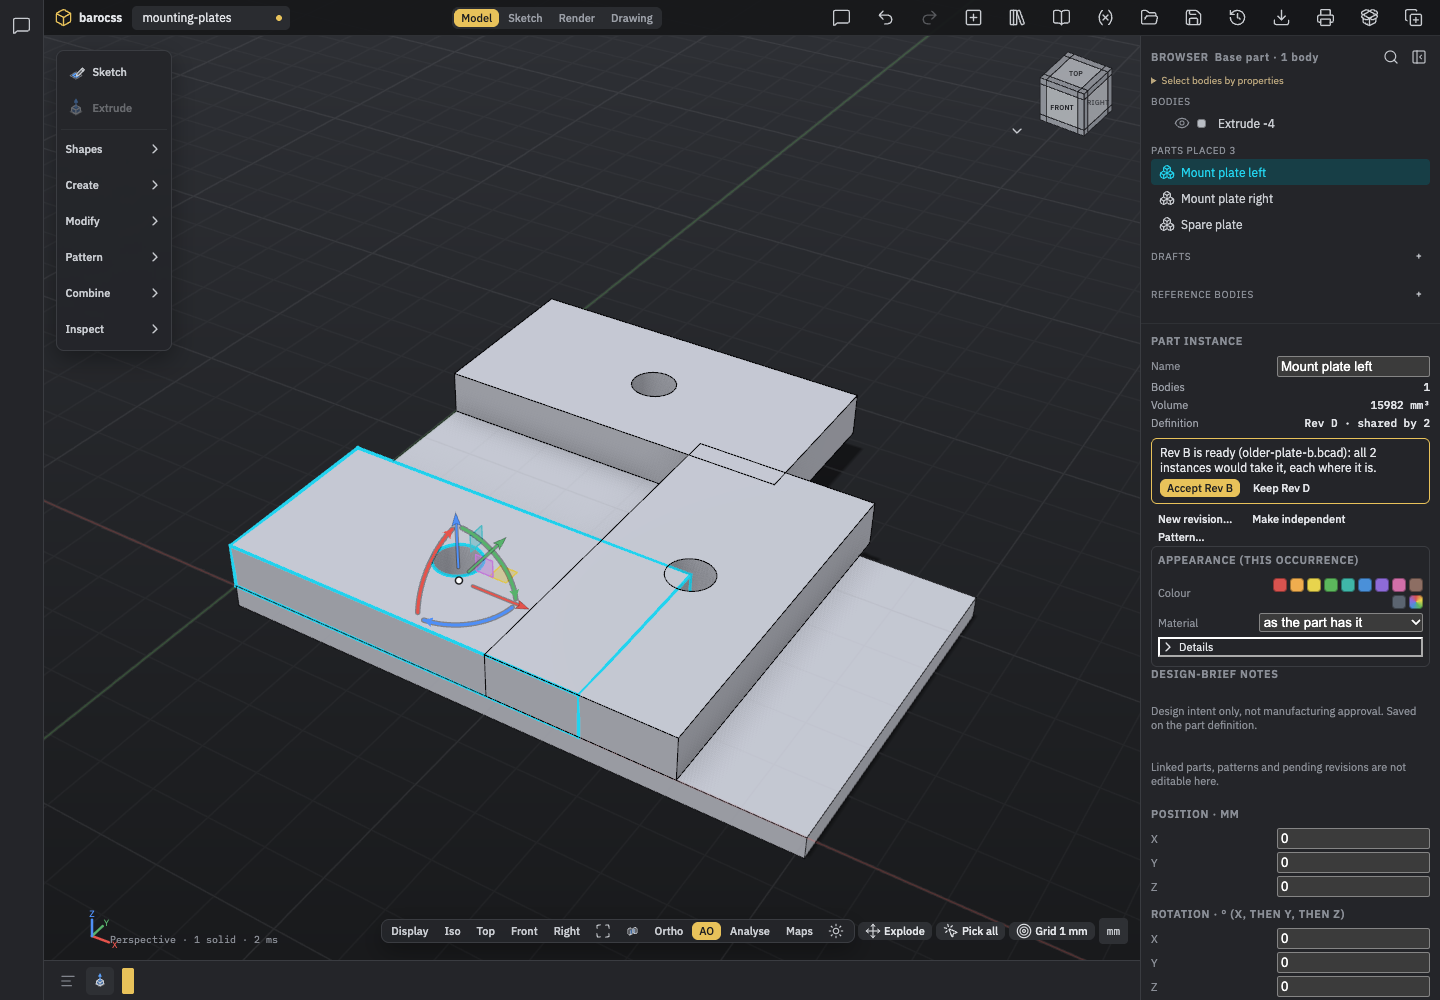 barocss
mounting-plates
Model
Sketch
Render
Drawing
Sketch
Extrude
Shapes
Create
Modify
Pattern
Combine
Inspect
TOP
FRONT
RIGHT
BROWSER Base part · 1 body
Select bodies by properties
BODIES
Extrude -4
PARTS PLACED 3
Mount plate left
Mount plate right
Spare plate
DRAFTS +
REFERENCE BODIES +
PART INSTANCE
Name Mount plate left
Bodies 1
Volume 15982 mm³
Definition Rev D · shared by 2
Rev B is ready (older-plate-b.bcad): all 2
instances would take it, each where it is.
Accept Rev B Keep Rev D
New revision... Make independent
Pattern...
APPEARANCE (THIS OCCURRENCE)
Colour
Material as the part has it
Details
DESIGN-BRIEF NOTES
Design intent only, not manufacturing approval. Saved
on the part definition.
Linked parts, patterns and pending revisions are not
editable here.
POSITION · MM
X 0
Y 0
Z 0
ROTATION · ° (X, THEN Y, THEN Z)
X 0
Y 0
Z 0
Z
Y
X
Perspective · 1 solid · 2 ms
Display Iso Top Front Right Ortho AO Analyse Maps Explode Pick all Grid 1 mm mm